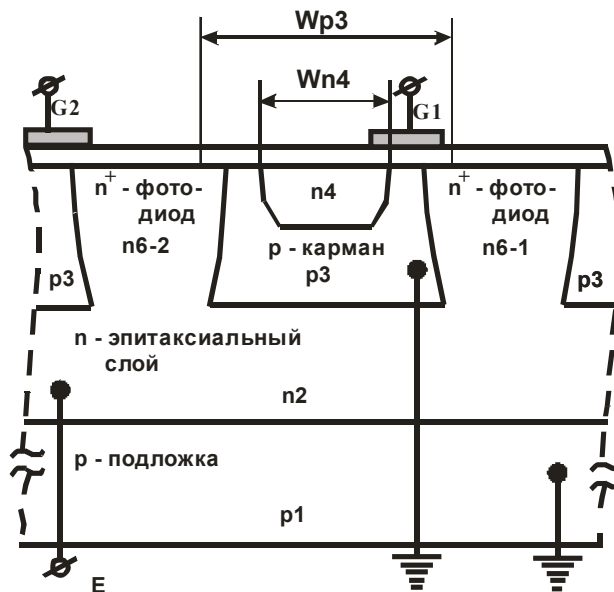 Wp3
Wn4
G2
G1
n+ - фото-
диод
n6-2
n4
n+ - фото-
диод
n6-1
p3
p - карман
p3
p3
n - эпитаксиальный
слой
n2
p - подложка
p1
E